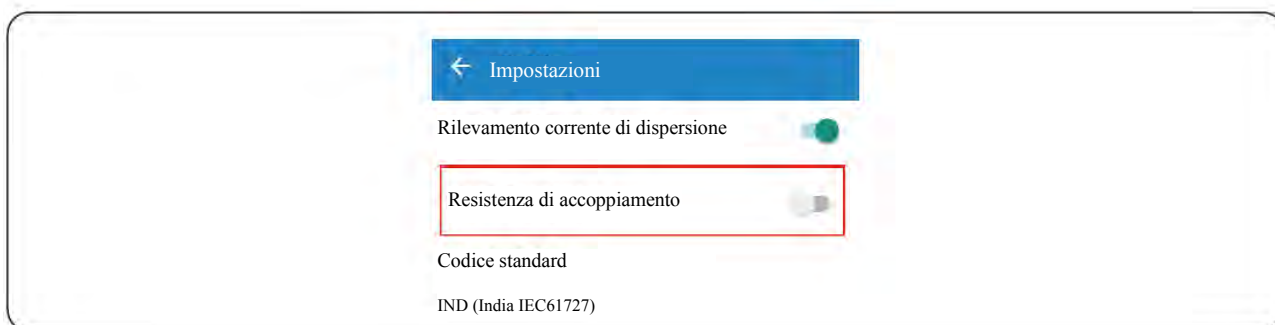 Impostazioni
Rilevamento corrente di dispersione
Resistenza di accoppiamento
Codice standard
IND (India IEC61727)